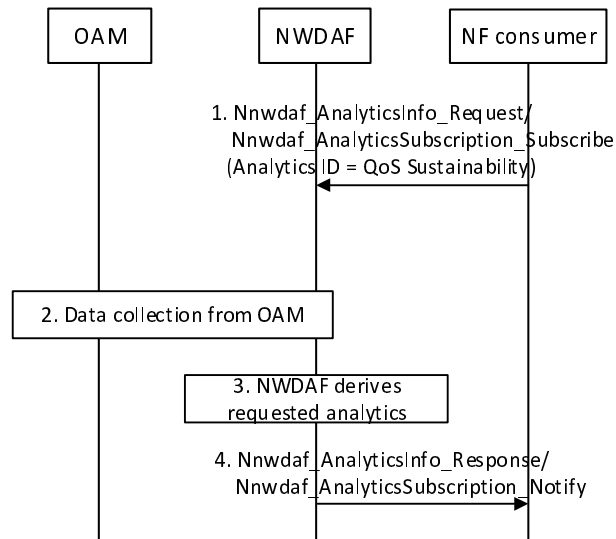 OAM
NWDAF
NF consumer
1. Nnwdaf_AnalyticsInfo_Request/
Nnwdaf_AnalyticsSubscription_Subscribe
(Analytics ID = QoS Sustainability)
2. Data collection from OAM
3. NWDAF derives
requested analytics
4. Nnwdaf_AnalyticsInfo_Response/
Nnwdaf_AnalyticsSubscription_Notify